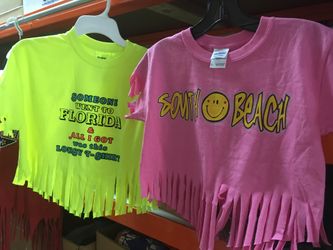 SOMEONE
WENT TO
FLORIDA
&
ALL I GOT
was this
LOUSY T-SHIRT
SOUTH BEACH